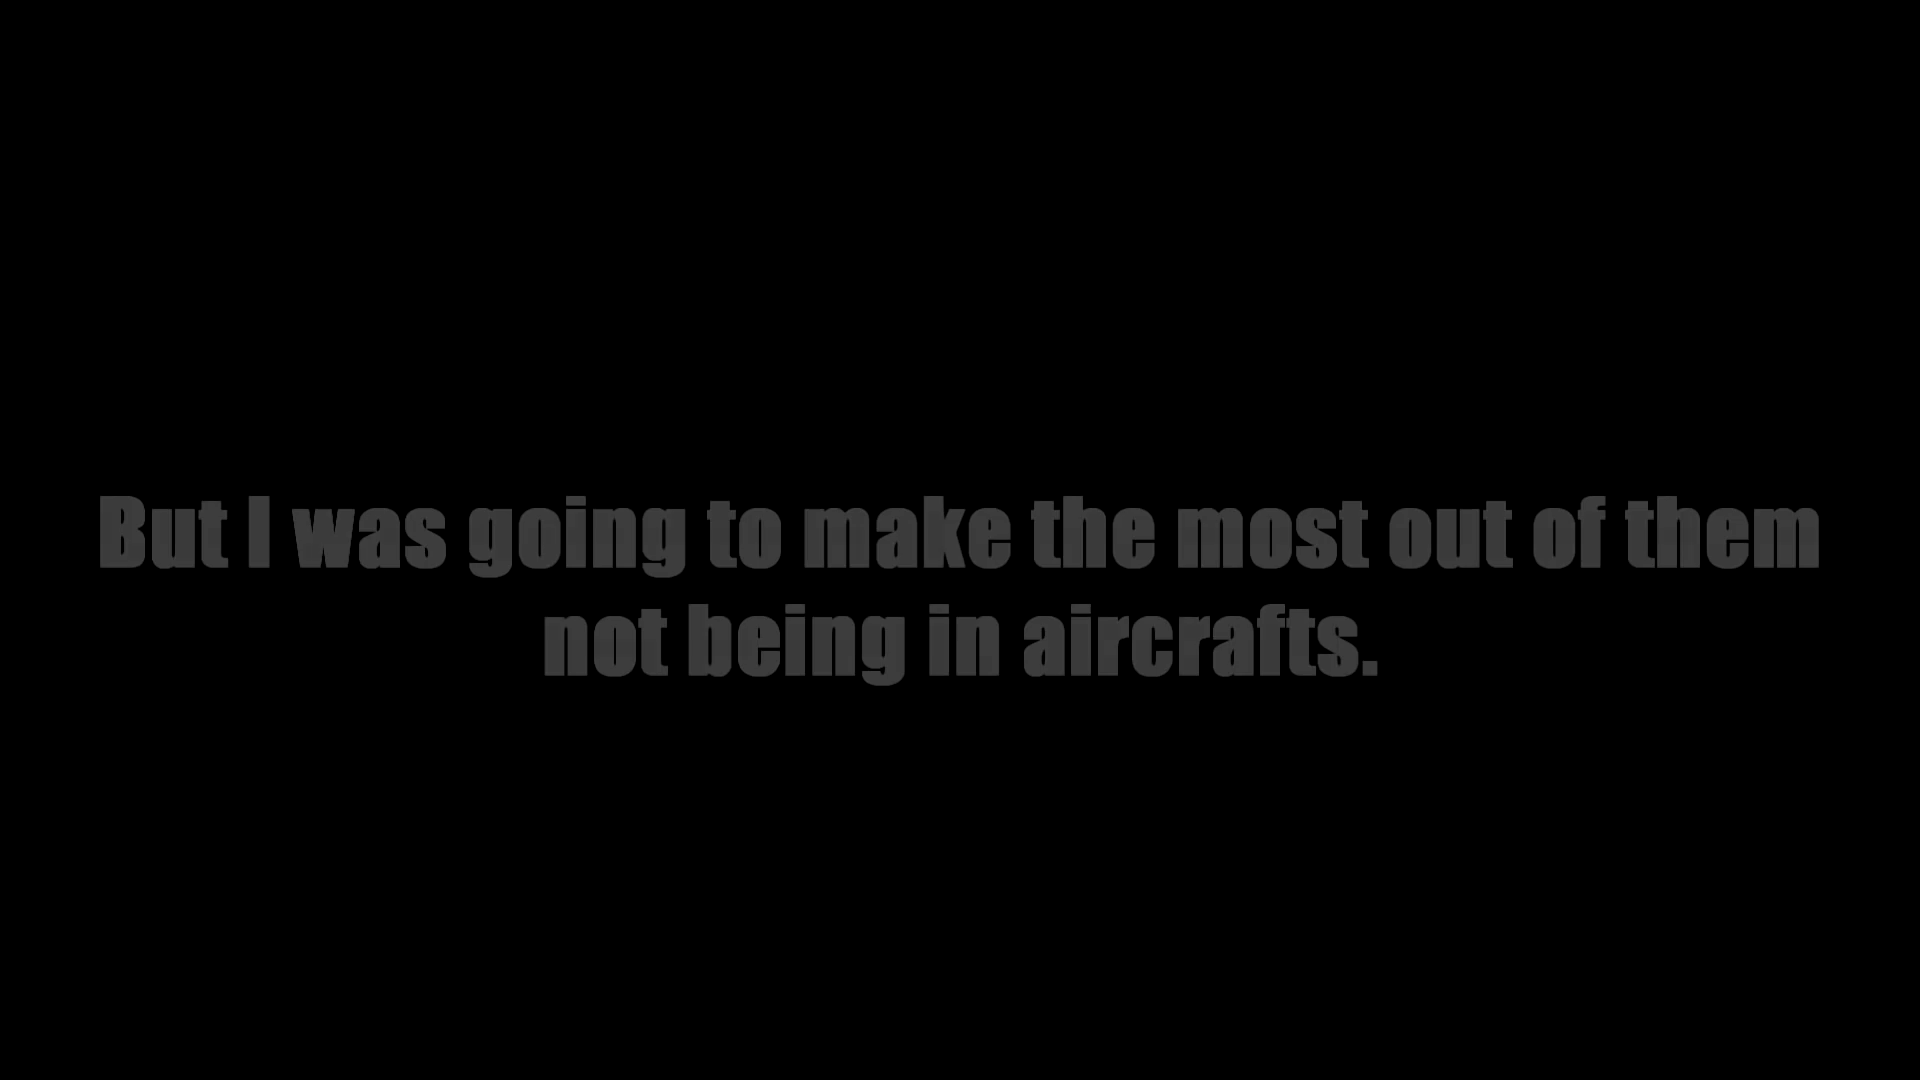 But I was going to make the most out of them
not being in aircrafts.